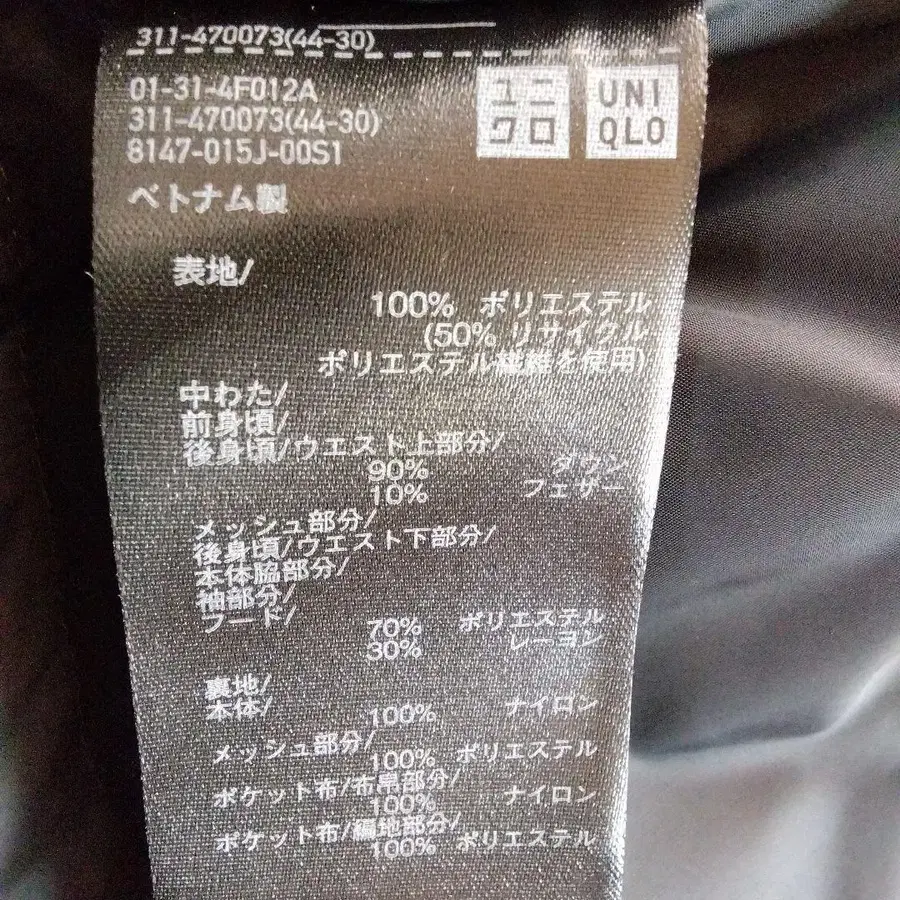 311-470073(44-30)
01-31-4F012A
311-470073(44-30)
8147-015J-00S1
ユニ
クロ
UNI
QLO
ベトナム製
表地/
100% ポリエステル
(50% リサイクル
ポリエステル繊維を使用)
中わた/
前身頃/
後身頃/ウエスト上部分/
90% ダウン
10% フェザー
メッシュ部分/
後身頃/ウエスト下部分/
本体脇部分/
袖部分/
フード/
70% ポリエステル
30% レーヨン
裏地/
本体/
100% ナイロン
メッシュ部分/
100% ポリエステル
ポケット布/布帛部分/
100% ナイロン
ポケット布/編地部分/
100% ポリエステル